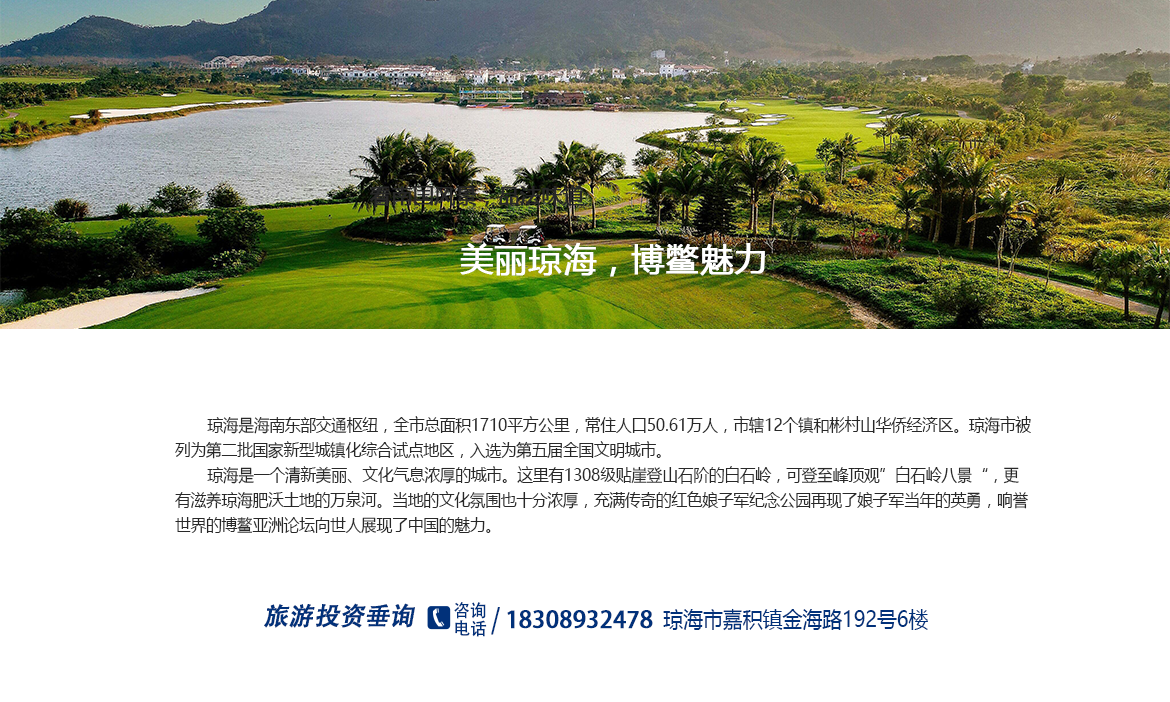 美丽琼海，博鳌魅力
琼海是海南东部交通枢纽，全市总面积1710平方公里，常住人口50.61万人，市辖12个镇和彬村山华侨经济区。琼海市被
列为第二批国家新型城镇化综合试点地区，入选为第五届全国文明城市。
琼海是一个清新美丽、文化气息浓厚的城市。这里有1308级贴崖登山石阶的白石岭，可登至峰顶观”白石岭八景“，更
有滋养琼海肥沃土地的万泉河。当地的文化氛围也十分浓厚，充满传奇的红色娘子军纪念公园再现了娘子军当年的英勇，响誉
世界的博鳌亚洲论坛向世人展现了中国的魅力。
旅游投资垂询 咨询电话/18308932478 琼海市嘉积镇金海路192号6楼